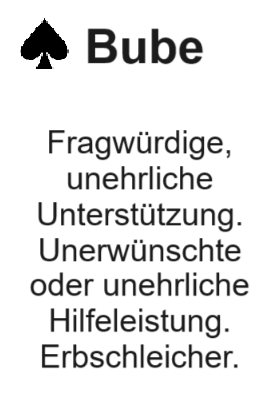 ♠ Bube
Fragwürdige,
unehrliche
Unterstützung.
Unerwünschte
oder unehrliche
Hilfeleistung.
Erbschleicher.